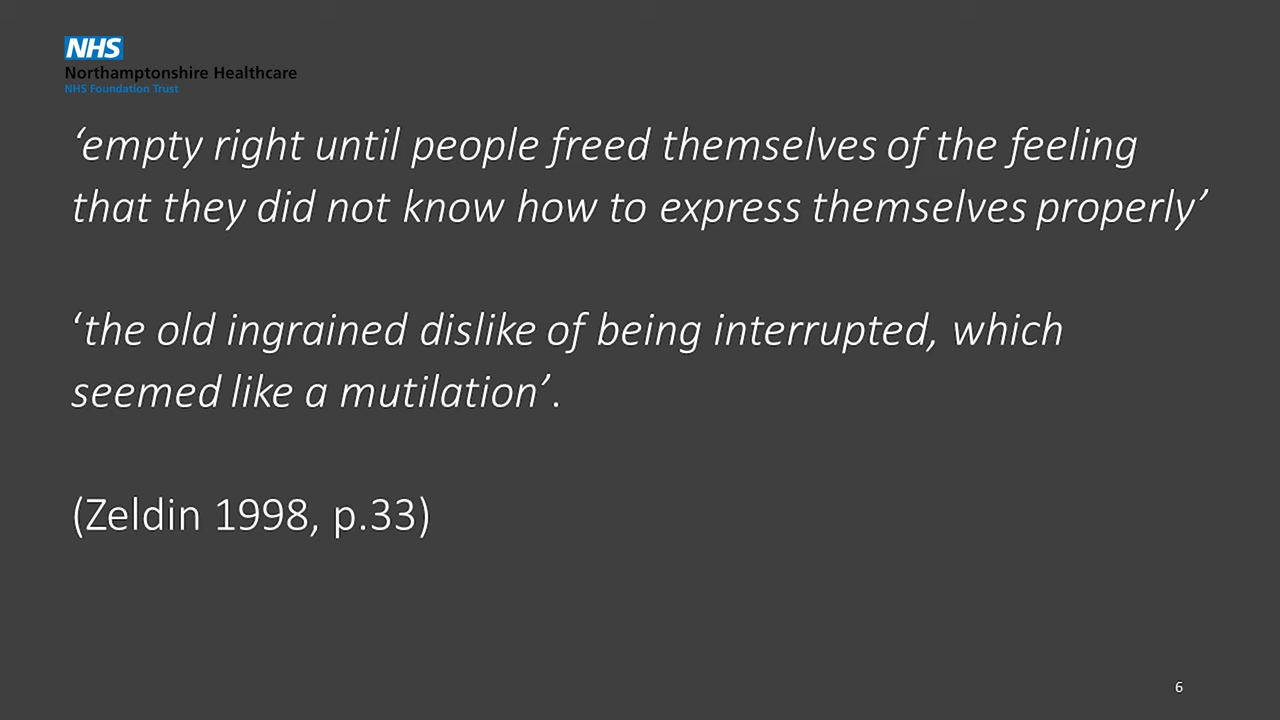 NHS
Northamptonshire Healthcare
NHS Foundation Trust
‘empty right until people freed themselves of the feeling
that they did not know how to express themselves properly’
‘the old ingrained dislike of being interrupted, which
seemed like a mutilation’.
(Zeldin 1998, p.33)
6